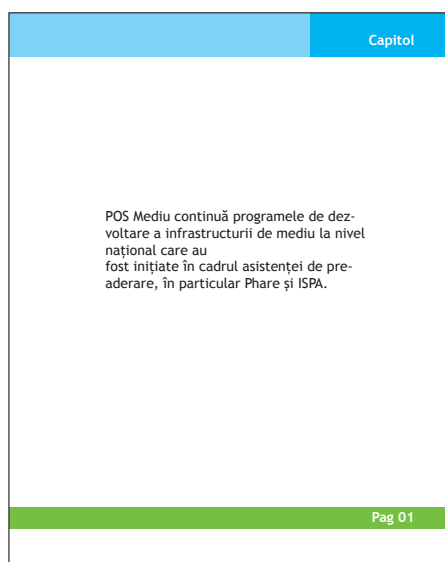 Capitol
POS Mediu continuă programele de dez-
voltare a infrastructurii de mediu la nivel
național care au
fost inițiate în cadrul asistenței de pre-
aderare, în particular Phare și ISPA.
Pag 01